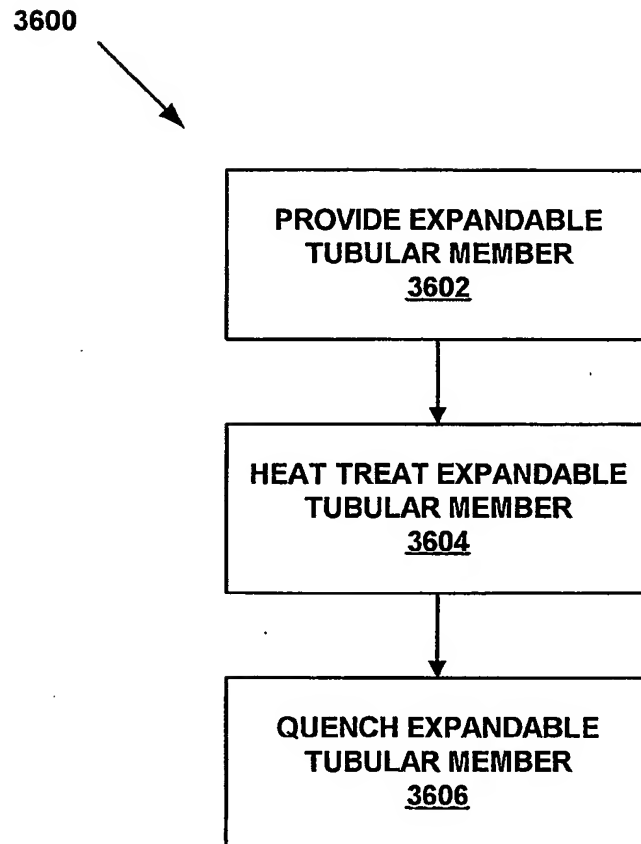 3600
PROVIDE EXPANDABLE
TUBULAR MEMBER
3602
HEAT TREAT EXPANDABLE
TUBULAR MEMBER
3604
QUENCH EXPANDABLE
TUBULAR MEMBER
3606